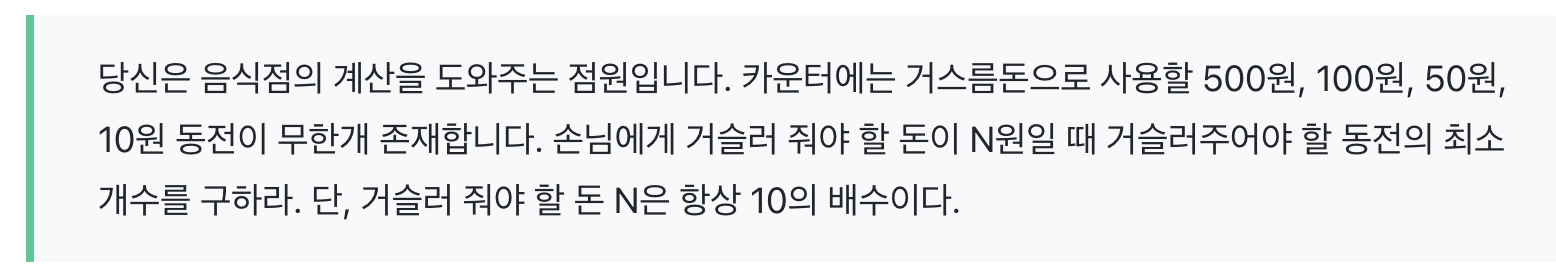 당신은 음식점의 계산을 도와주는 점원입니다. 카운터에는 거스름돈으로 사용할 500원, 100원, 50원,
10원 동전이 무한개 존재합니다. 손님에게 거슬러 줘야 할 돈이 N원일 때 거슬러주어야 할 동전의 최소
개수를 구하라. 단, 거슬러 줘야 할 돈 N은 항상 10의 배수이다.